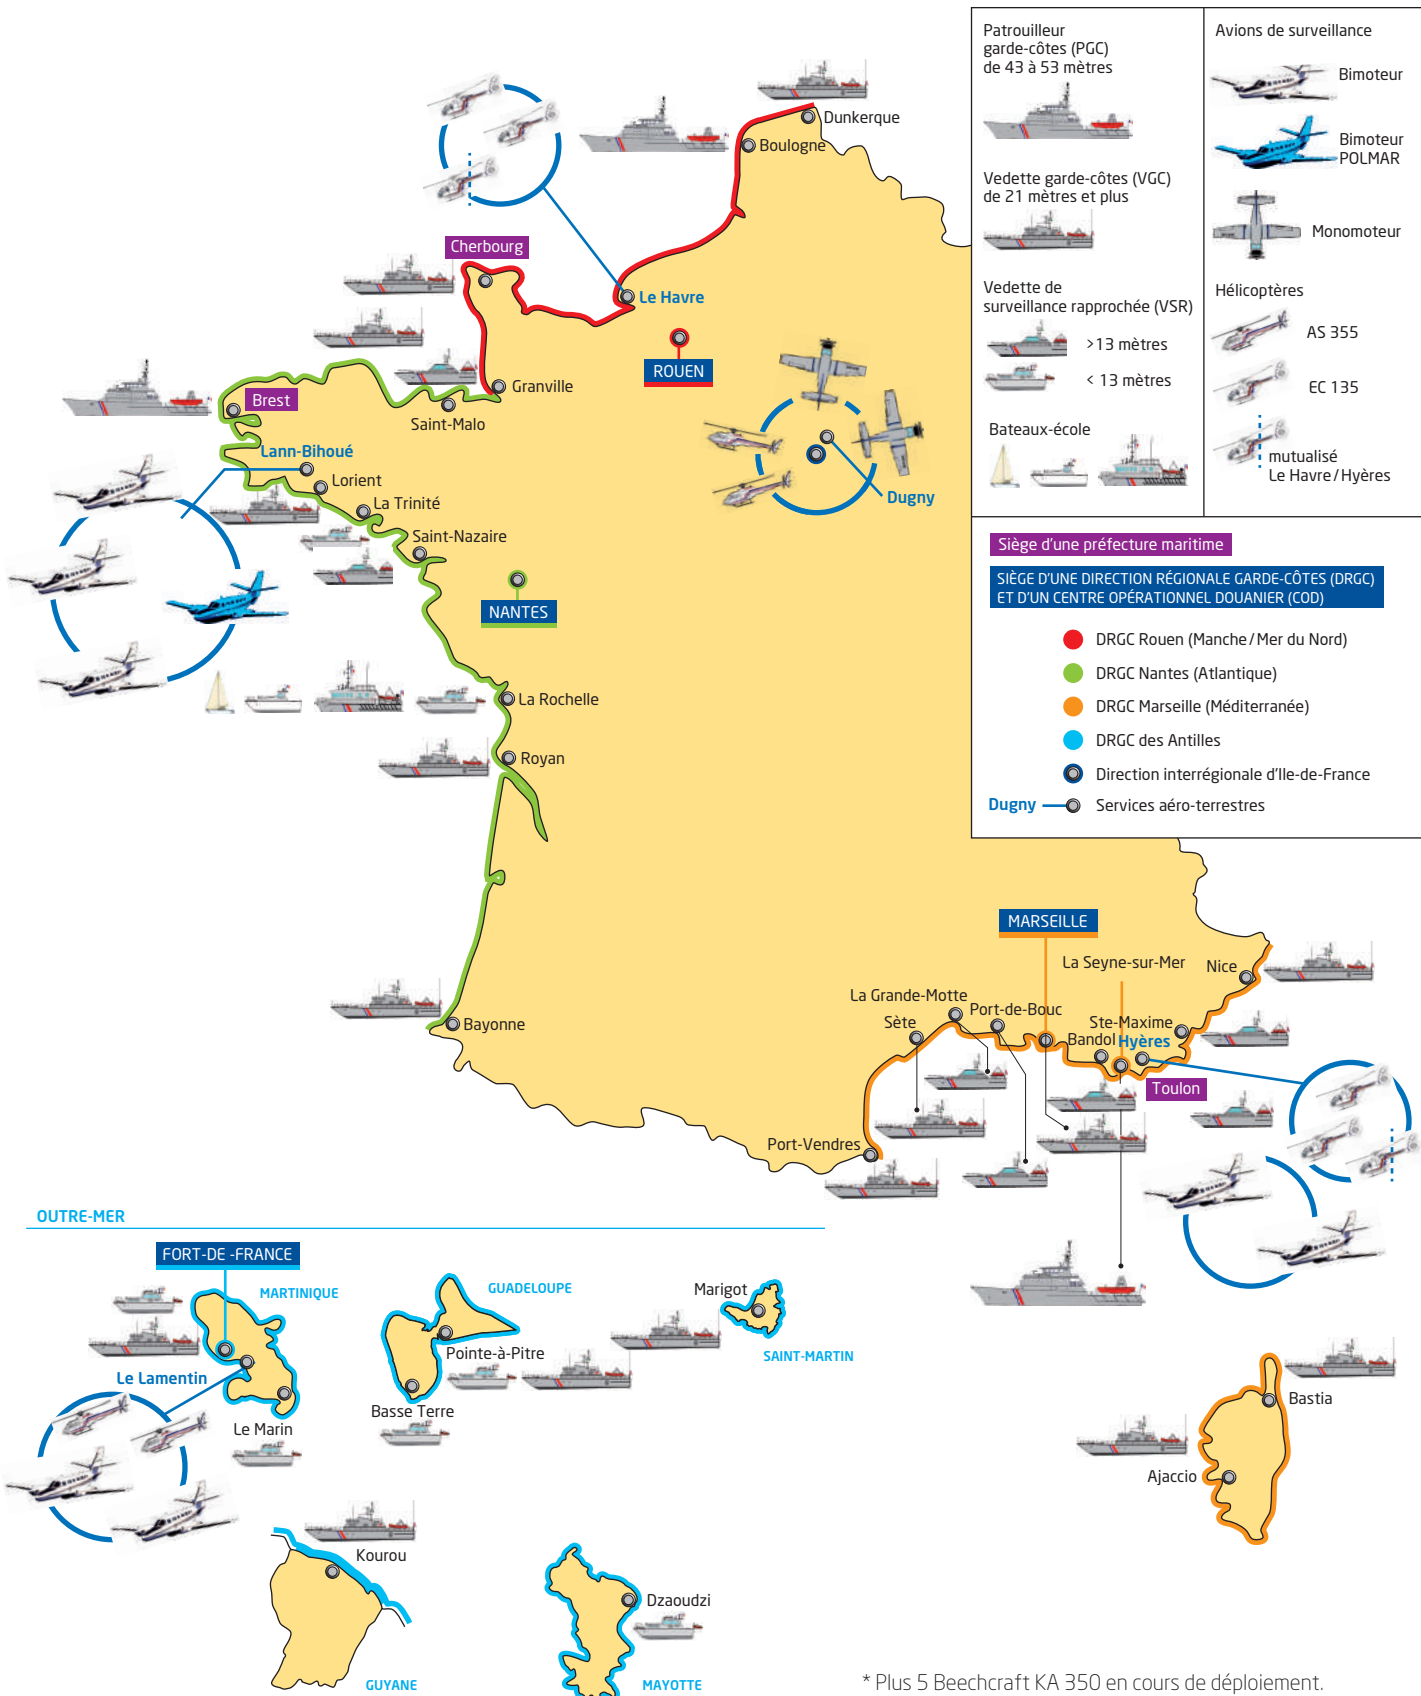 Patrouilleur
garde-côtes (PGC)
de 43 à 53 mètres
Vedette garde-côtes (VGC)
de 21 mètres et plus
Vedette de
surveillance rapprochée (VSR)
>13 mètres
< 13 mètres
Bateaux-école
Avions de surveillance
Bimoteur
Bimoteur
POLMAR
Monomoteur
Hélicoptères
AS 355
EC 135
mutualisé
Le Havre/Hyères
Siège d'une préfecture maritime
SIÈGE D'UNE DIRECTION RÉGIONALE GARDE-CÔTES (DRGC)
ET D'UN CENTRE OPÉRATIONNEL DOUANIER (COD)
DRGC Rouen (Manche/Mer du Nord)
DRGC Nantes (Atlantique)
DRGC Marseille (Méditerranée)
DRGC des Antilles
Direction interrégionale d'Ile-de-France
Dugny
Services aéro-terrestres
Dunkerque
Boulogne
Cherbourg
Le Havre
ROUEN
Granville
Brest
Saint-Malo
Lann-Bihoué
Lorient
La Trinité
Dugny
Saint-Nazaire
NANTES
La Rochelle
Royan
Bayonne
MARSEILLE
La Seyne-sur-Mer
Nice
La Grande-Motte
Port-de-Bouc
Sète
Ste-Maxime
Bandol
Hyères
Toulon
Port-Vendres
OUTRE-MER
FORT-DE -FRANCE
MARTINIQUE
GUADELOUPE
Marigot
Pointe-à-Pitre
SAINT-MARTIN
Le Lamentin
Basse Terre
Le Marin
Bastia
Ajaccio
Kourou
Dzaoudzi
GUYANE
MAYOTTE
* Plus 5 Beechcraft KA 350 en cours de déploiement.